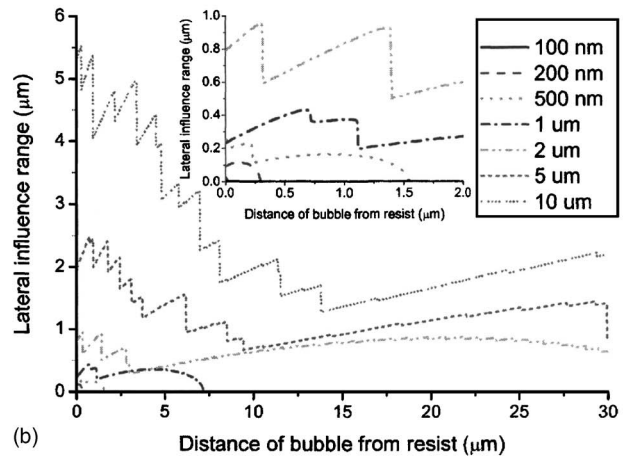 6
5
4
3
2
1
0
Lateral influence range (µm)
0 5 10 15 20 25 30
Distance of bubble from resist (µm)
(b)
1.0
0.8
0.6
0.4
0.2
0.0
Lateral influence range (µm)
0.0 0.5 1.0 1.5 2.0
Distance of bubble from resist (µm)
100 nm
200 nm
500 nm
1 um
2 um
5 um
10 um